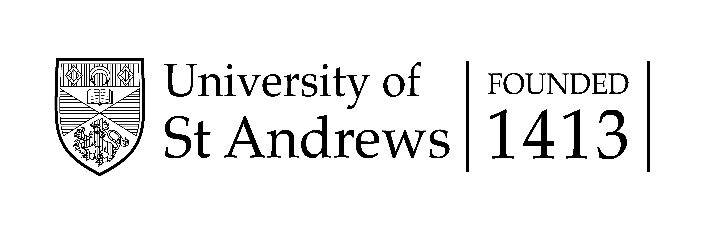 University of
St Andrews
FOUNDED
1413